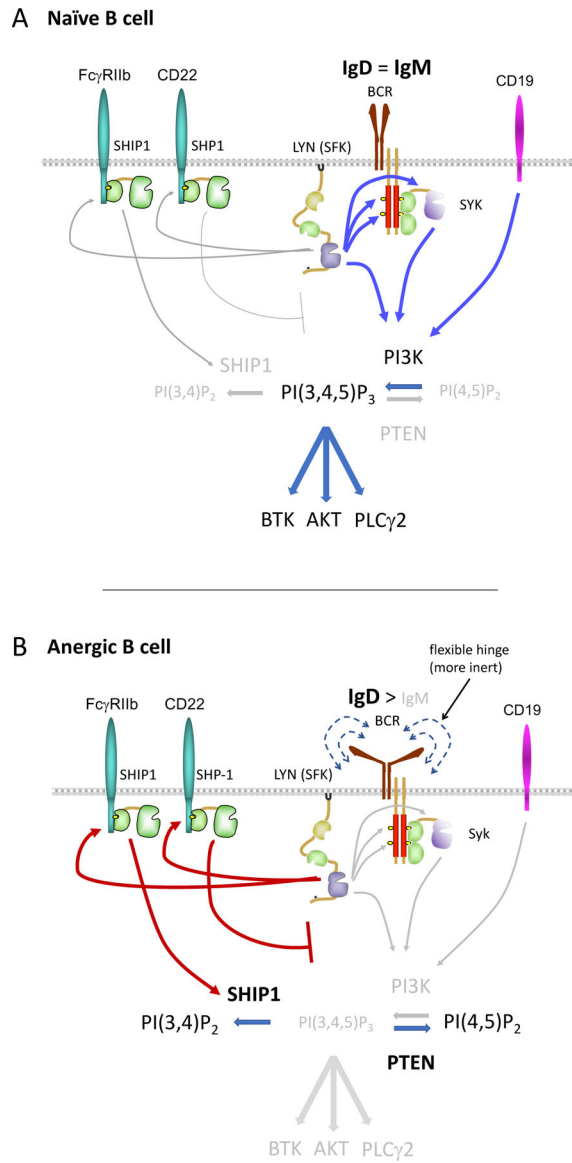 A Naïve B cell
IgD = IgM
FcγRIIb CD22 BCR CD19
SHIP1 SHP1 LYN (SFK)
SYK
PI3K
SHIP1
PI(3,4)P2 PI(3,4,5)P3 PI(4,5)P2
PTEN
BTK AKT PLCγ2
B Anergic B cell
flexible hinge
(more inert)
IgD > IgM
FcγRIIb CD22 BCR CD19
SHIP1 SHP-1 LYN (SFK)
Syk
PI3K
SHIP1
PI(3,4)P2 PI(3,4,5)P3 PI(4,5)P2
PTEN
BTK AKT PLCγ2